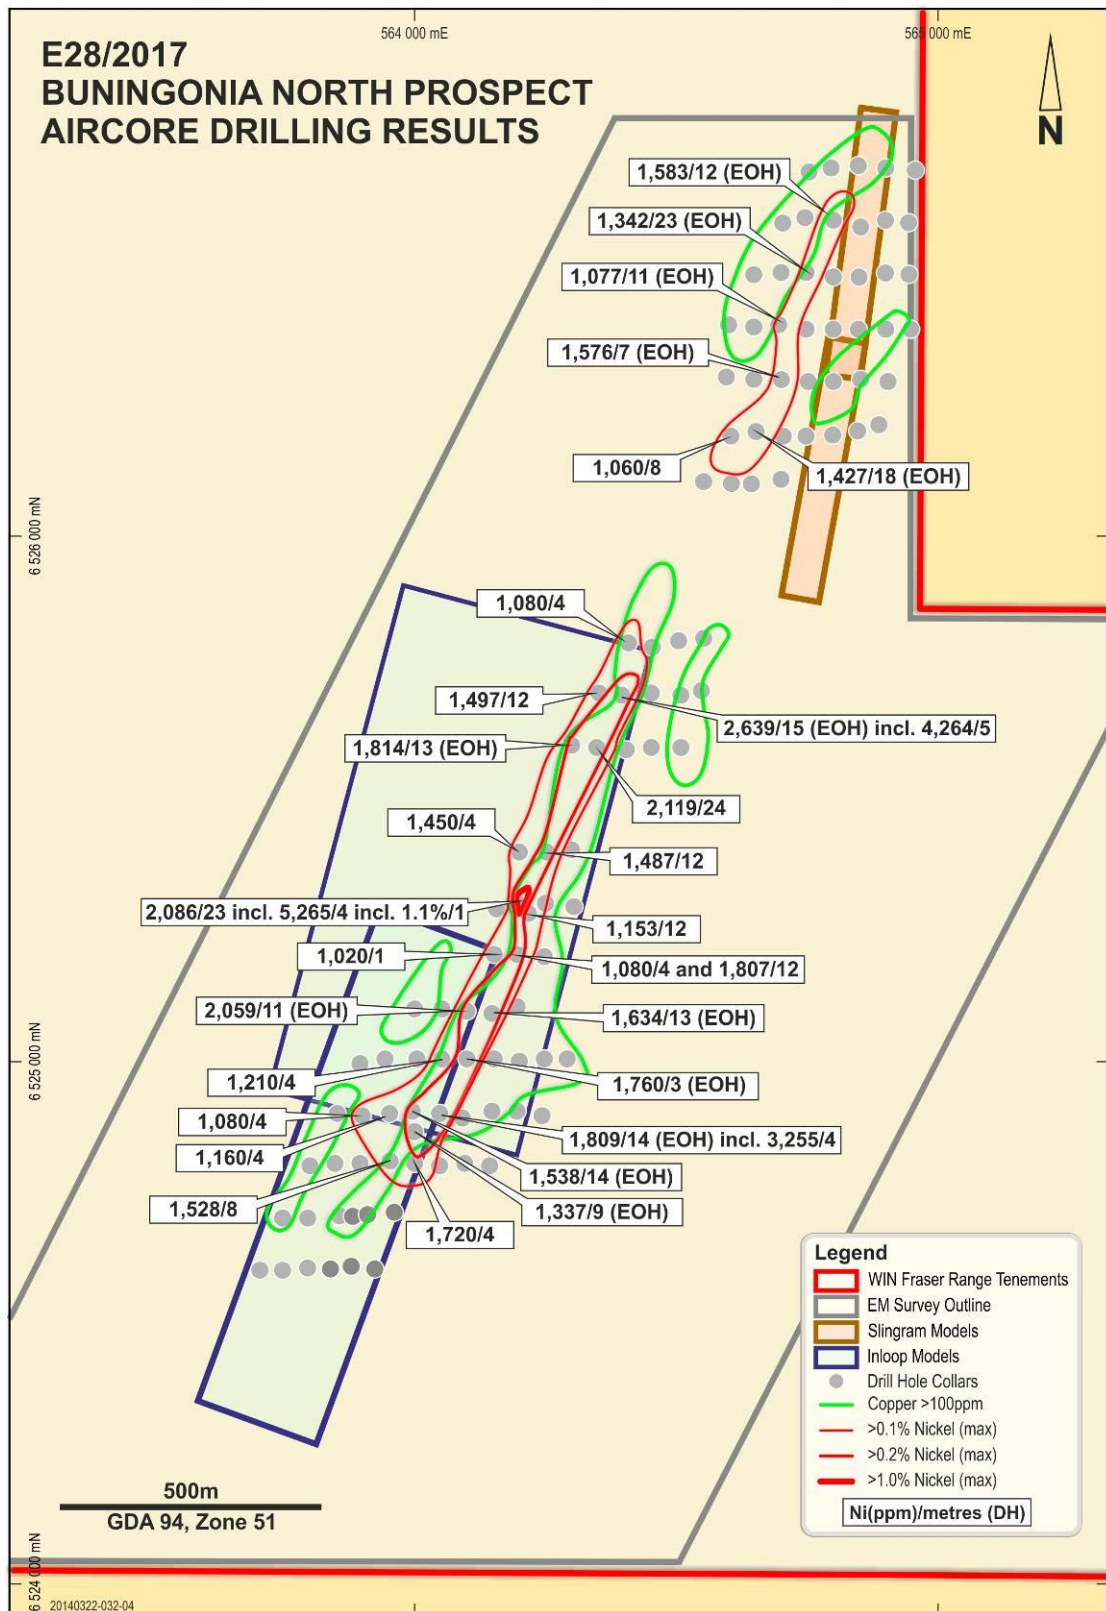 564 000 mE
565 000 mE
E28/2017
BUNINGONIA NORTH PROSPECT
AIRCORE DRILLING RESULTS
N
1,583/12 (EOH)
1,342/23 (EOH)
1,077/11 (EOH)
1,576/7 (EOH)
1,060/8
1,427/18 (EOH)
6 526 000 mN
1,080/4
1,497/12
2,639/15 (EOH) incl. 4,264/5
1,814/13 (EOH)
2,119/24
1,450/4
1,487/12
2,086/23 incl. 5,265/4 incl. 1.1%/1
1,153/12
1,020/1
1,080/4 and 1,807/12
2,059/11 (EOH)
1,634/13 (EOH)
6 525 000 mN
1,210/4
1,760/3 (EOH)
1,080/4
1,809/14 (EOH) incl. 3,255/4
1,160/4
1,538/14 (EOH)
1,528/8
1,337/9 (EOH)
1,720/4
Legend
WIN Fraser Range Tenements
EM Survey Outline
Slingram Models
Inloop Models
Drill Hole Collars
Copper >100ppm
>0.1% Nickel (max)
>0.2% Nickel (max)
>1.0% Nickel (max)
Ni(ppm)/metres (DH)
500m
GDA 94, Zone 51
6 524 000 mN
20140322-032-04